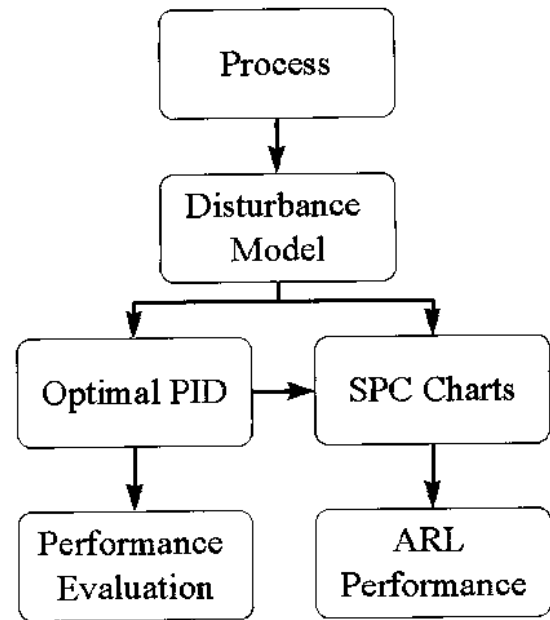 Process
Disturbance
Model
Optimal PID
SPC Charts
Performance
Evaluation
ARL
Performance